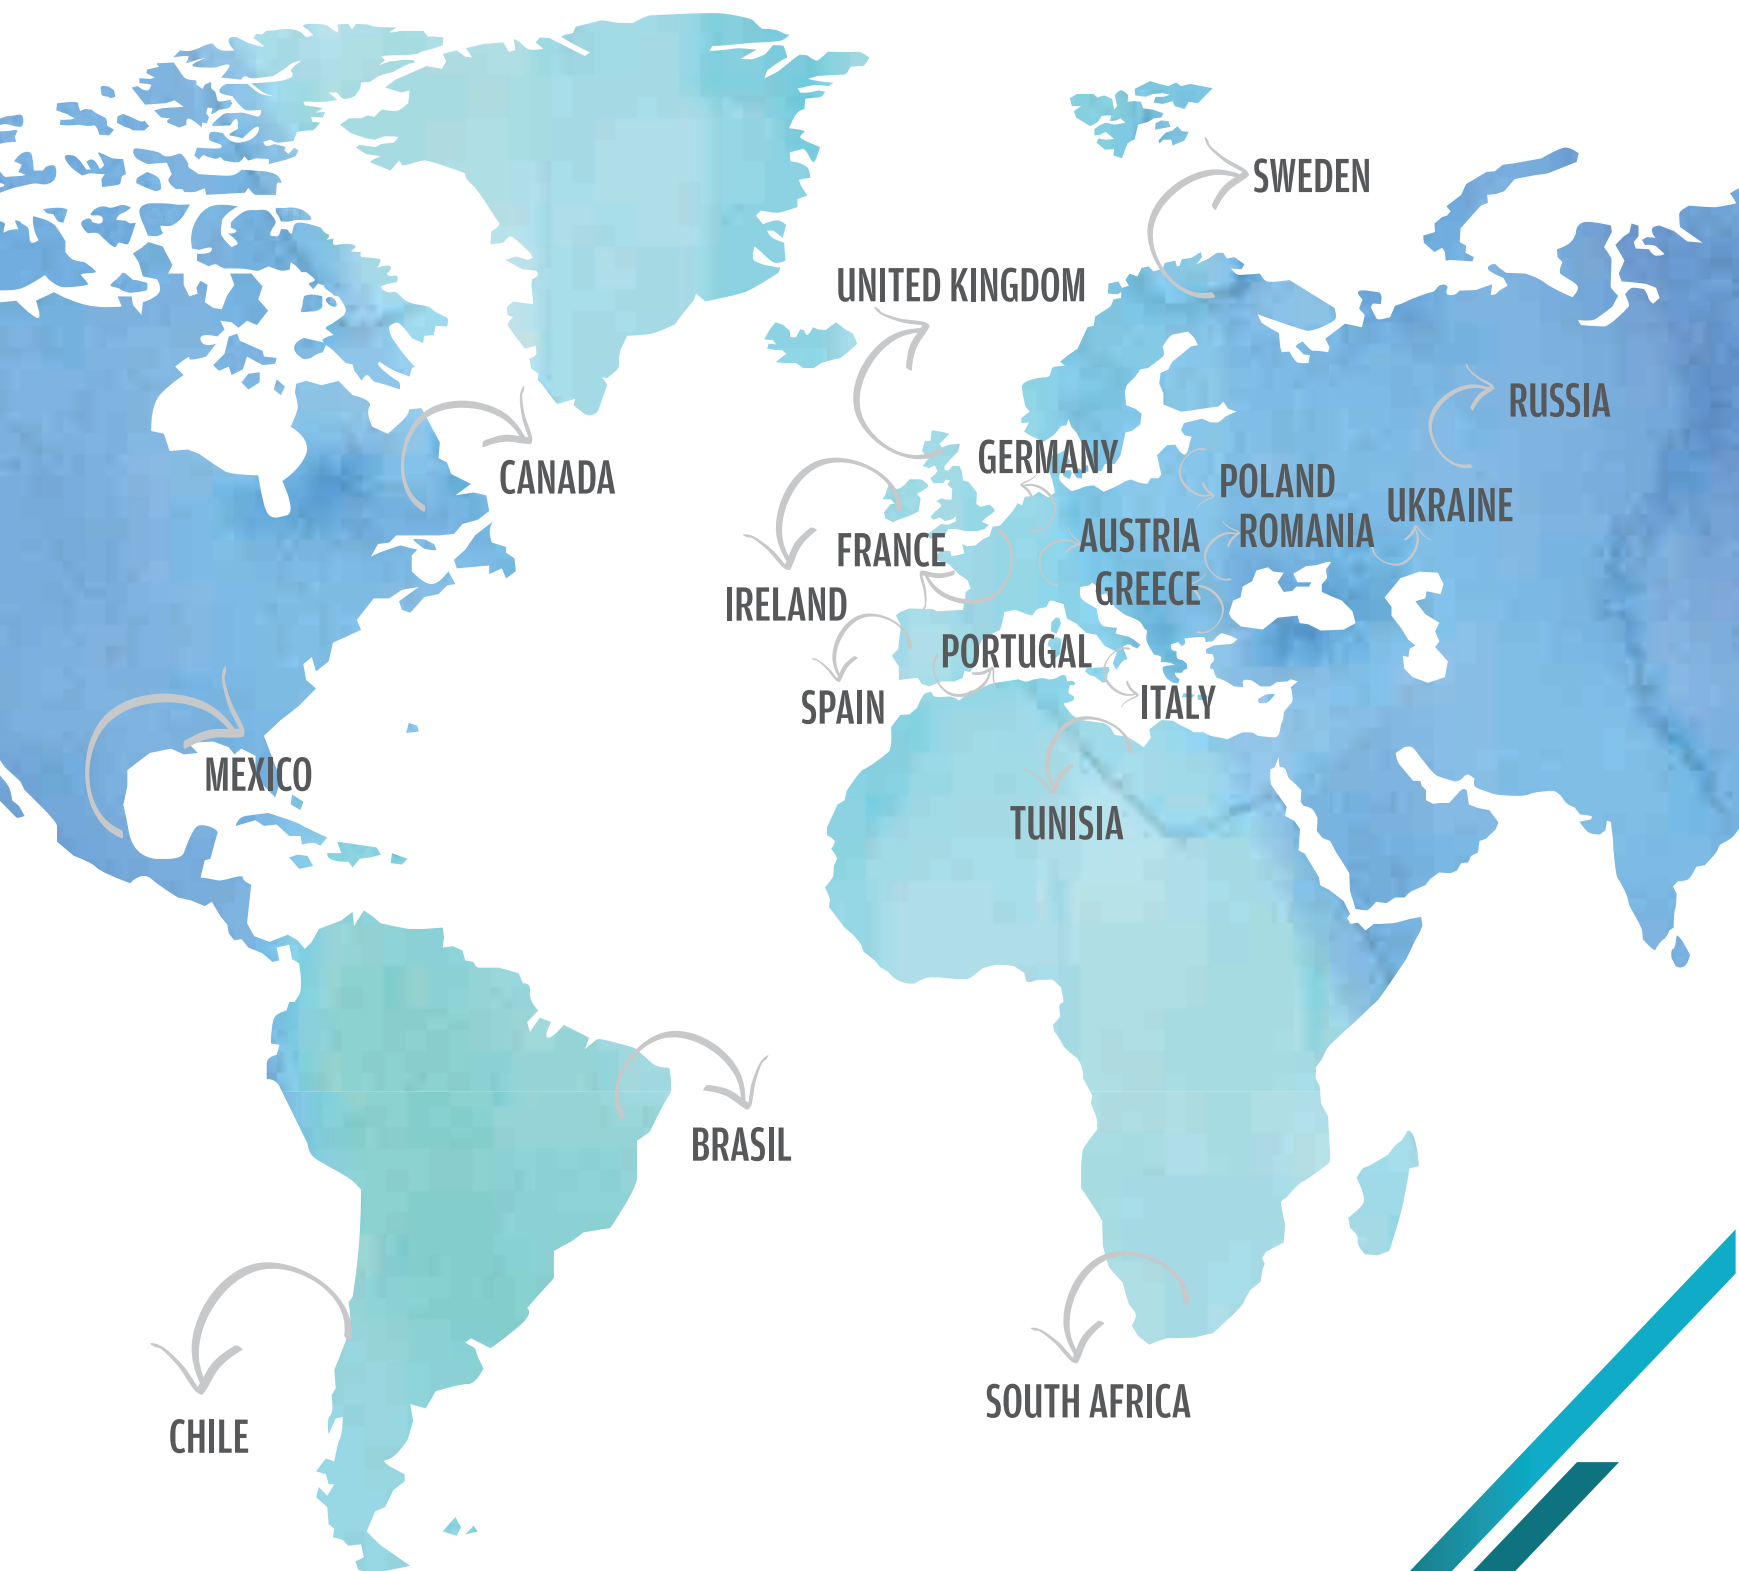 SWEDEN
UNITED KINGDOM
RUSSIA
GERMANY
CANADA
POLAND
UKRAINE
ROMANIA
AUSTRIA
FRANCE
GREECE
IRELAND
PORTUGAL
ITALY
SPAIN
MEXICO
TUNISIA
BRASIL
SOUTH AFRICA
CHILE